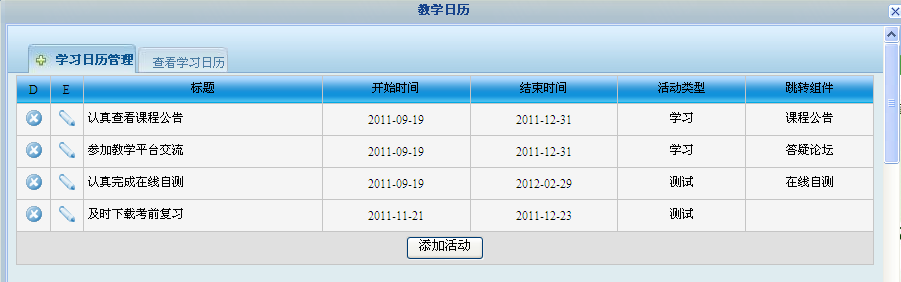 教学日历
学习日历管理 查看学习日历
D E 标题 开始时间 结束时间 活动类型 跳转组件
认真查看课程公告 2011-09-19 2011-12-31 学习 课程公告
参加教学平台交流 2011-09-19 2011-12-31 学习 答疑论坛
认真完成在线自测 2011-09-19 2012-02-29 测试 在线自测
及时下载考前复习 2011-11-21 2011-12-23 测试
添加活动